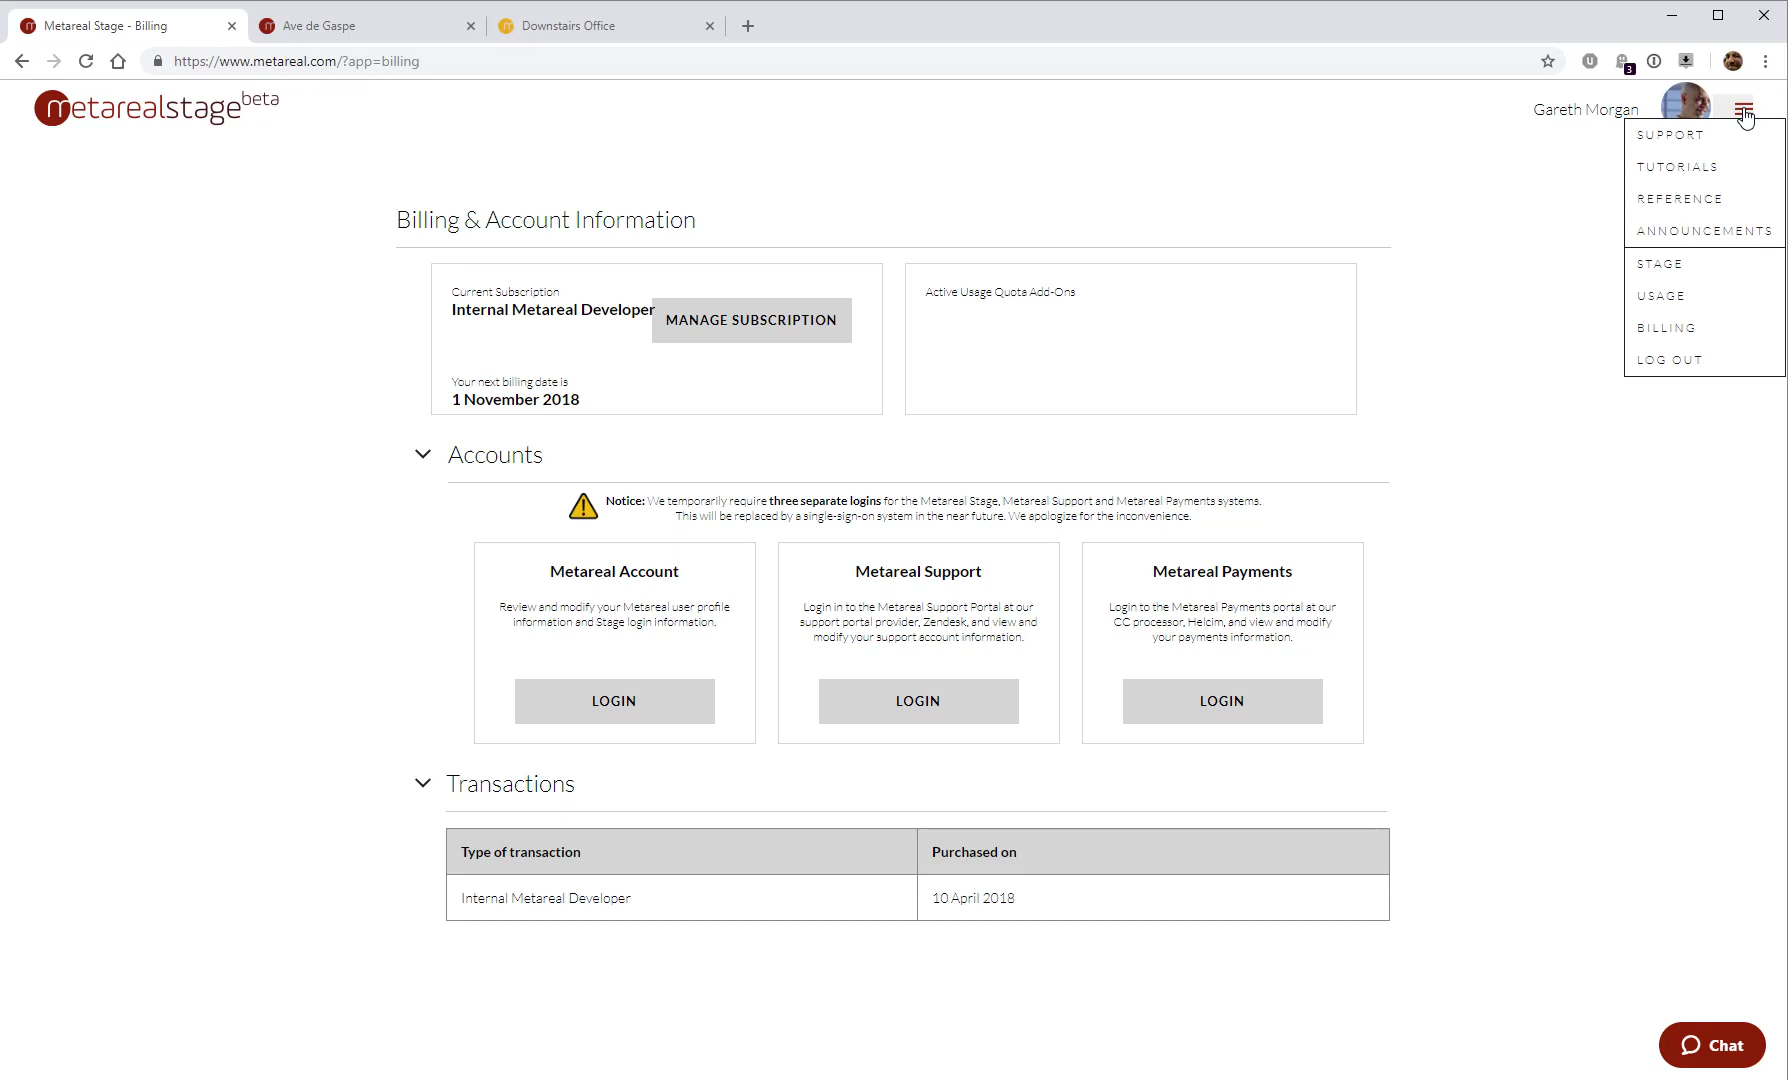 Metareal Stage - Billing
Ave de Gaspe
Downstairs Office
https://www.metareal.com/?app=billing
3
metarealstage beta
Gareth Morgan
SUPPORT
TUTORIALS
REFERENCE
ANNOUNCEMENTS
STAGE
USAGE
BILLING
LOG OUT
Billing & Account Information
Current Subscription
Internal Metareal Developer
MANAGE SUBSCRIPTION
Your next billing date is
1 November 2018
Active Usage Quota Add-Ons
Accounts
Notice: We temporarily require three separate logins for the Metareal Stage, Metareal Support and Metareal Payments systems.
This will be replaced by a single-sign-on system in the near future. We apologize for the inconvenience.
Metareal Account
Review and modify your Metareal user profile
information and Stage login information.
LOGIN
Metareal Support
Login in to the Metareal Support Portal at our
support portal provider, Zendesk, and view and
modify your support account information.
LOGIN
Metareal Payments
Login to the Metareal Payments portal at our
CC processor, Helcim, and view and modify
your payments information.
LOGIN
Transactions
Type of transaction
Purchased on
Internal Metareal Developer
10 April 2018
Chat